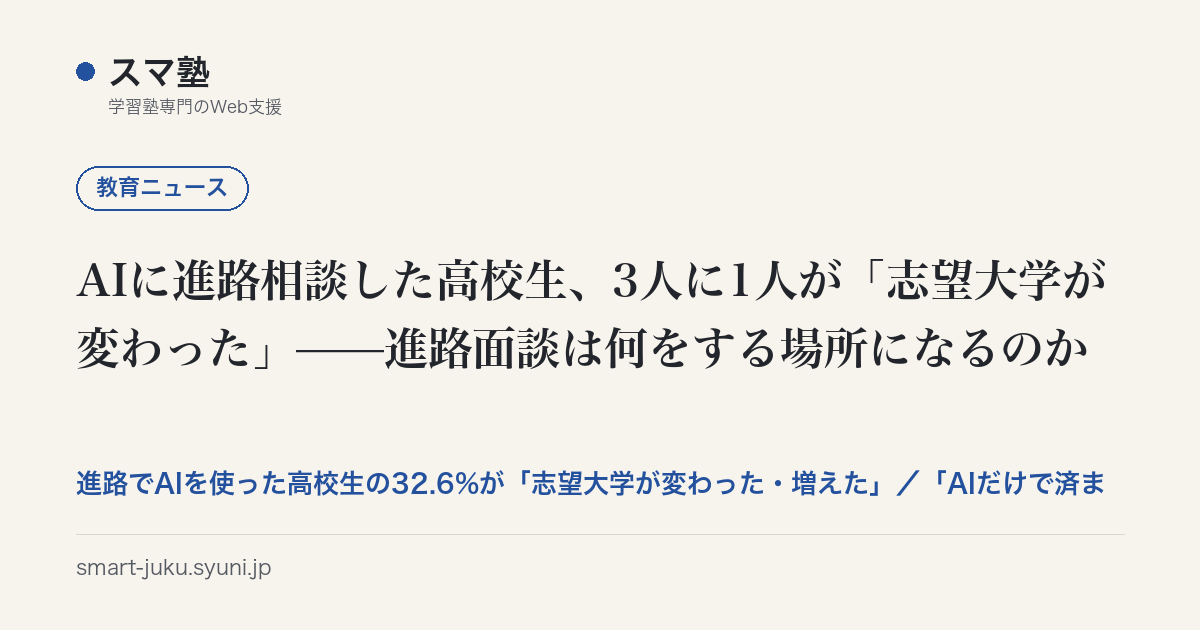 スマ塾
学習塾専門のWeb支援
教育ニュース
AIに進路相談した高校生、3人に1人が「志望大学が
変わった」――進路面談は何をする場所になるのか
進路でAIを使った高校生の32.6%が「志望大学が変わった・増えた」／「AIだけで済ま
smart-juku.syuni.jp